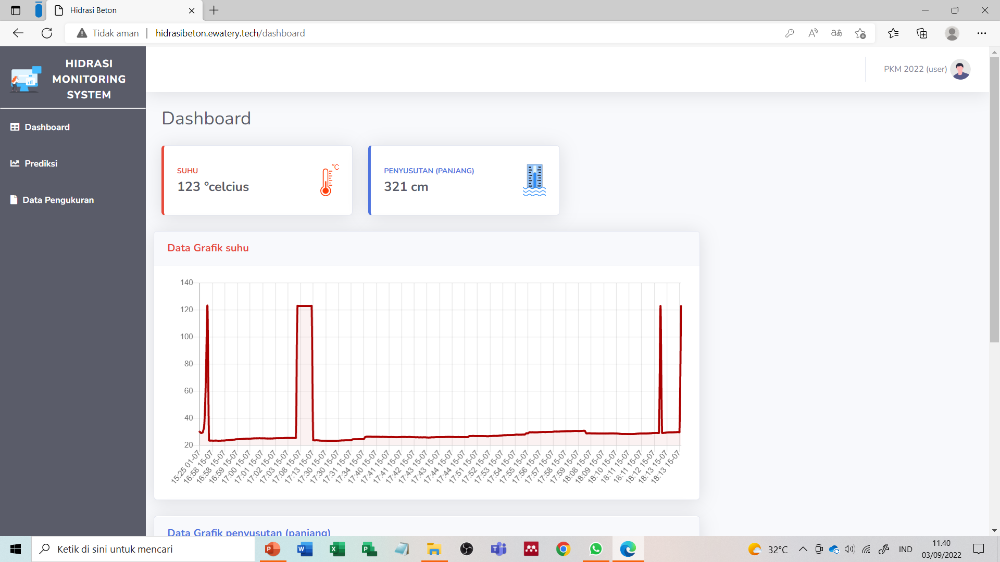 Hidrasi Beton
Tidak aman
hidrasibeton.ewatery.tech/dashboard
HIDRASI
MONITORING
SYSTEM
PKM 2022 (user)
Dashboard
Prediksi
Data Pengukuran
Dashboard
SUHU
123 °celcius
°C
PENYUSUTAN (PANJANG)
321 cm
Data Grafik suhu
140
120
100
80
60
40
20
15:25 01-07
16:58 15-07
16:58 15-07
16:59 15-07
17:00 15-07
17:01 15-07
17:02 15-07
17:03 15-07
17:08 15-07
17:13 15-07
17:30 15-07
17:30 15-07
17:31 15-07
17:34 15-07
17:40 15-07
17:41 15-07
17:41 15-07
17:42 15-07
17:43 15-07
17:43 15-07
17:44 15-07
17:44 15-07
17:51 15-07
17:52 15-07
17:53 15-07
17:54 15-07
17:55 15-07
17:56 15-07
17:57 15-07
17:58 15-07
17:59 15-07
18:08 15-07
18:09 15-07
18:10 15-07
18:11 15-07
18:11 15-07
18:12 15-07
18:13 15-07
18:13 15-07
Data Grafik penyusutan (panjang)
Ketik di sini untuk mencari
32°C
IND
11.40
03/09/2022